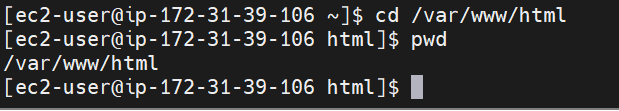 [ec2-user@ip-172-31-39-106 ~]$ cd /var/www/html
[ec2-user@ip-172-31-39-106 html]$ pwd
/var/www/html
[ec2-user@ip-172-31-39-106 html]$